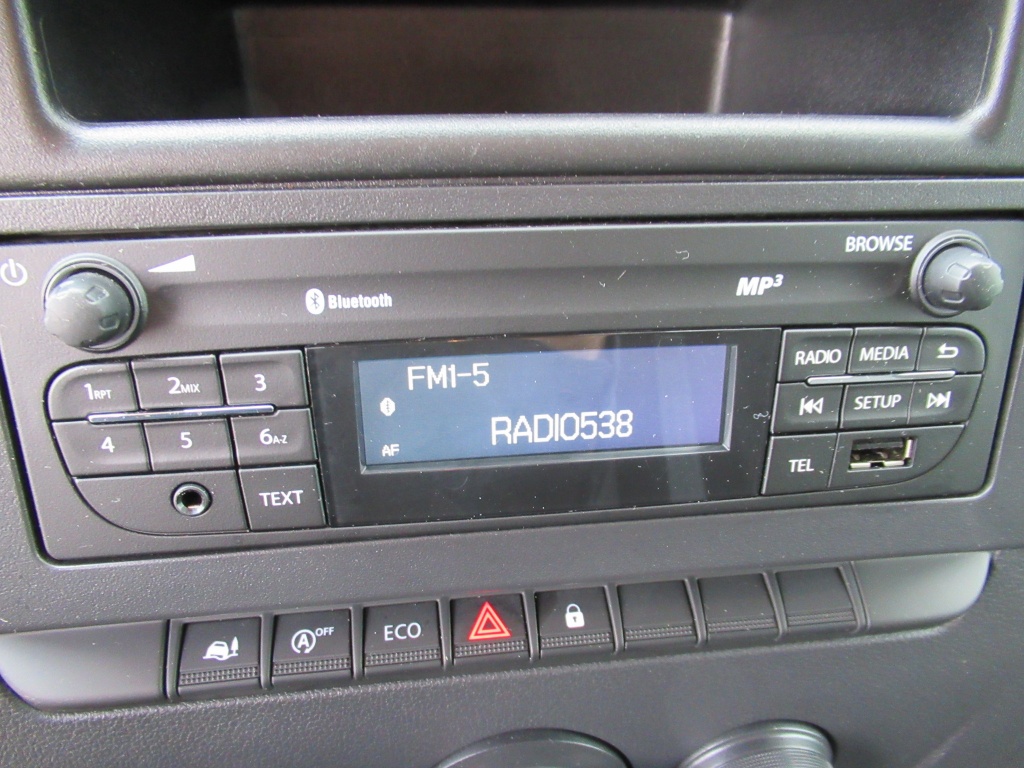 BROWSE
Bluetooth
MP3
FM1-5
RADIO538
AF
1RPT 2MIX 3
4 5 6A-Z
TEXT
RADIO MEDIA
SETUP
TEL
A OFF
ECO